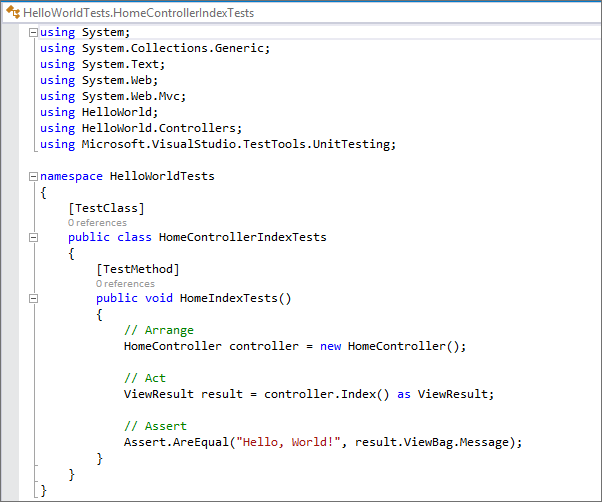 HelloWorldTests.HomeControllerIndexTests
using System;
using System.Collections.Generic;
using System.Text;
using System.Web;
using System.Web.Mvc;
using HelloWorld;
using HelloWorld.Controllers;
using Microsoft.VisualStudio.TestTools.UnitTesting;
namespace HelloWorldTests
{
[TestClass]
0 references
public class HomeControllerIndexTests
{
[TestMethod]
0 references
public void HomeIndexTests()
{
// Arrange
HomeController controller = new HomeController();
// Act
ViewResult result = controller.Index() as ViewResult;
// Assert
Assert.AreEqual("Hello, World!", result.ViewBag.Message);
}
}
}